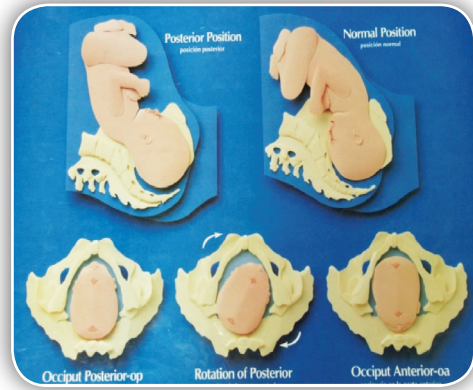 Posterior Position
posición posterior
Normal Position
posición normal
Occiput Posterior-op
Rotation of Posterior
Occiput Anterior-oa